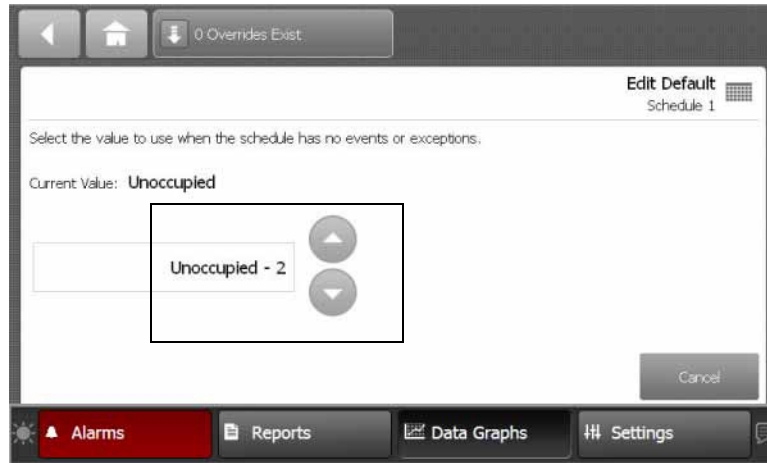 0 Overrides Exist
Edit Default
Schedule 1
Select the value to use when the schedule has no events or exceptions.
Current Value: Unoccupied
Unoccupied - 2
Cancel
Alarms
Reports
Data Graphs
Settings